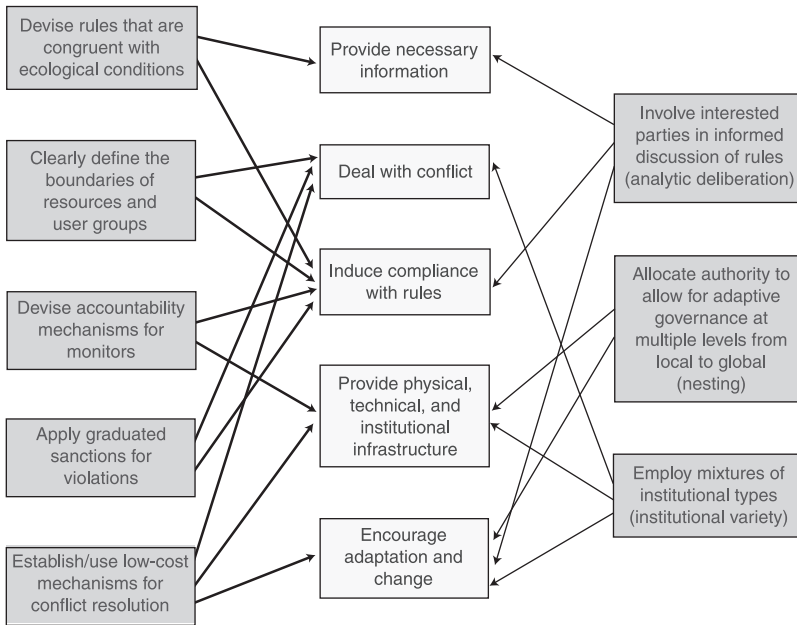 Devise rules that are
congruent with
ecological conditions
Clearly define the
boundaries of
resources and
user groups
Devise accountability
mechanisms for
monitors
Apply graduated
sanctions for
violations
Establish/use low-cost
mechanisms for
conflict resolution
Provide necessary
information
Deal with conflict
Induce compliance
with rules
Provide physical,
technical, and
institutional
infrastructure
Encourage
adaptation and
change
Involve interested
parties in informed
discussion of rules
(analytic deliberation)
Allocate authority to
allow for adaptive
governance at
multiple levels from
local to global
(nesting)
Employ mixtures of
institutional types
(institutional variety)